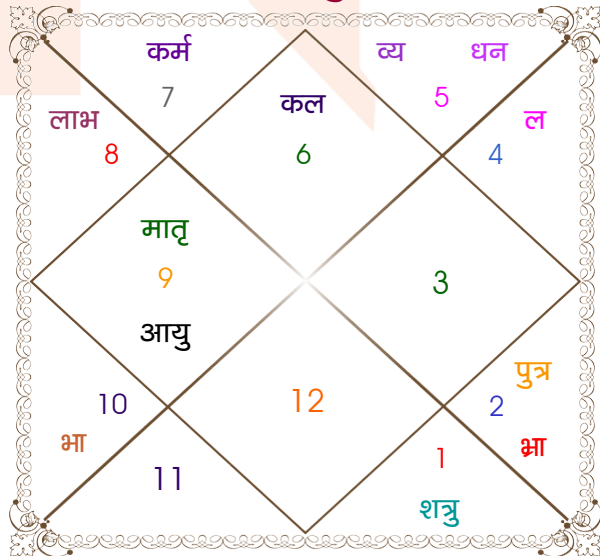 कर्म व्य धन
7 कल 5
लाभ ल
8 6 4
मातृ
9 3
आयु
पुत्र
10 12 2
भा 1 भ्रा
11
शत्रु